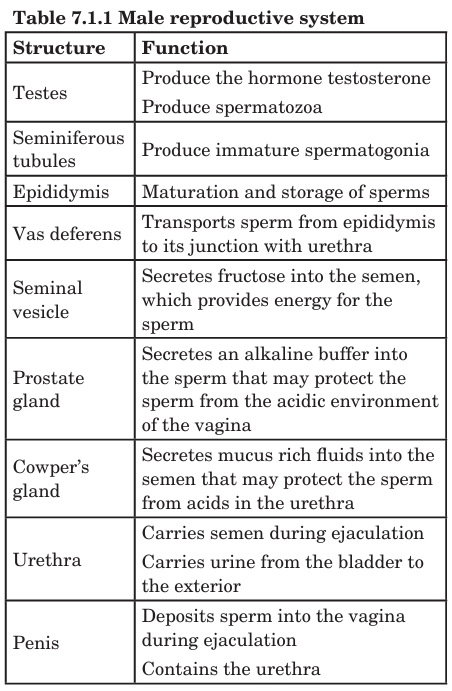 Table 7.1.1 Male reproductive system
Structure Function
Testes
Produce the hormone testosterone
Produce spermatozoa
Seminiferous
tubules
Produce immature spermatogonia
Epididymis
Maturation and storage of sperms
Vas deferens
Transports sperm from epididymis
to its junction with urethra
Seminal
vesicle
Secretes fructose into the semen,
which provides energy for the
sperm
Prostate
gland
Secretes an alkaline buffer into
the sperm that may protect the
sperm from the acidic environment
of the vagina
Cowper's
gland
Secretes mucus rich fluids into the
semen that may protect the sperm
from acids in the urethra
Urethra
Carries semen during ejaculation
Carries urine from the bladder to
the exterior
Penis
Deposits sperm into the vagina
during ejaculation
Contains the urethra